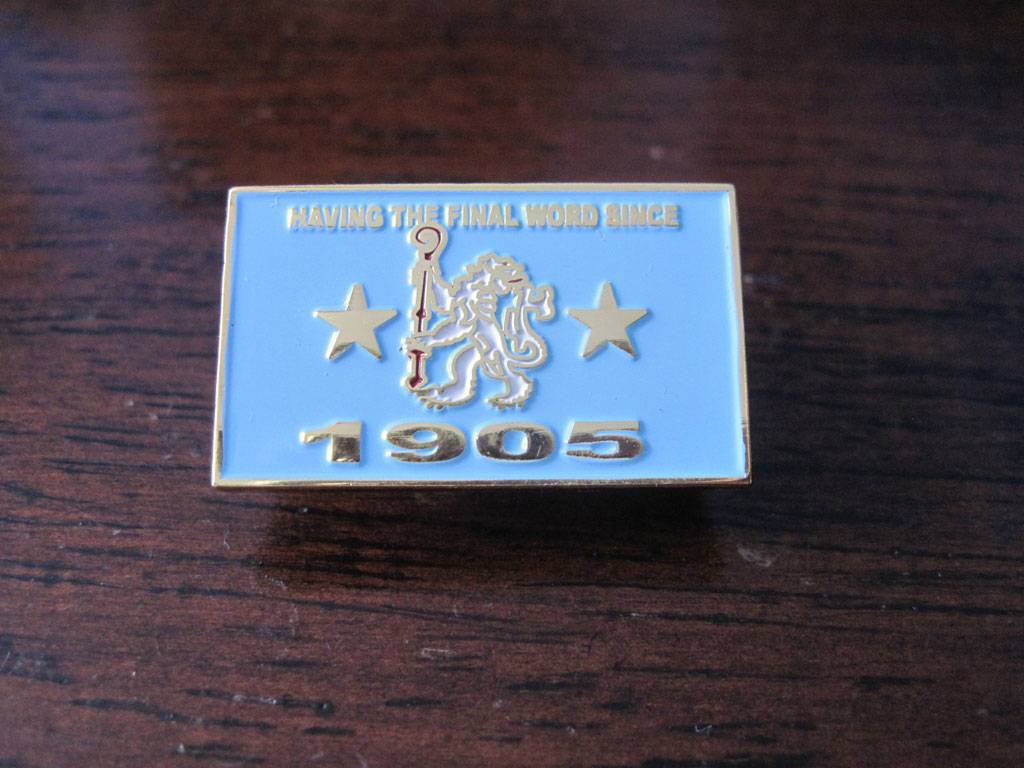 HAVING THE FINAL WORD SINCE
1905